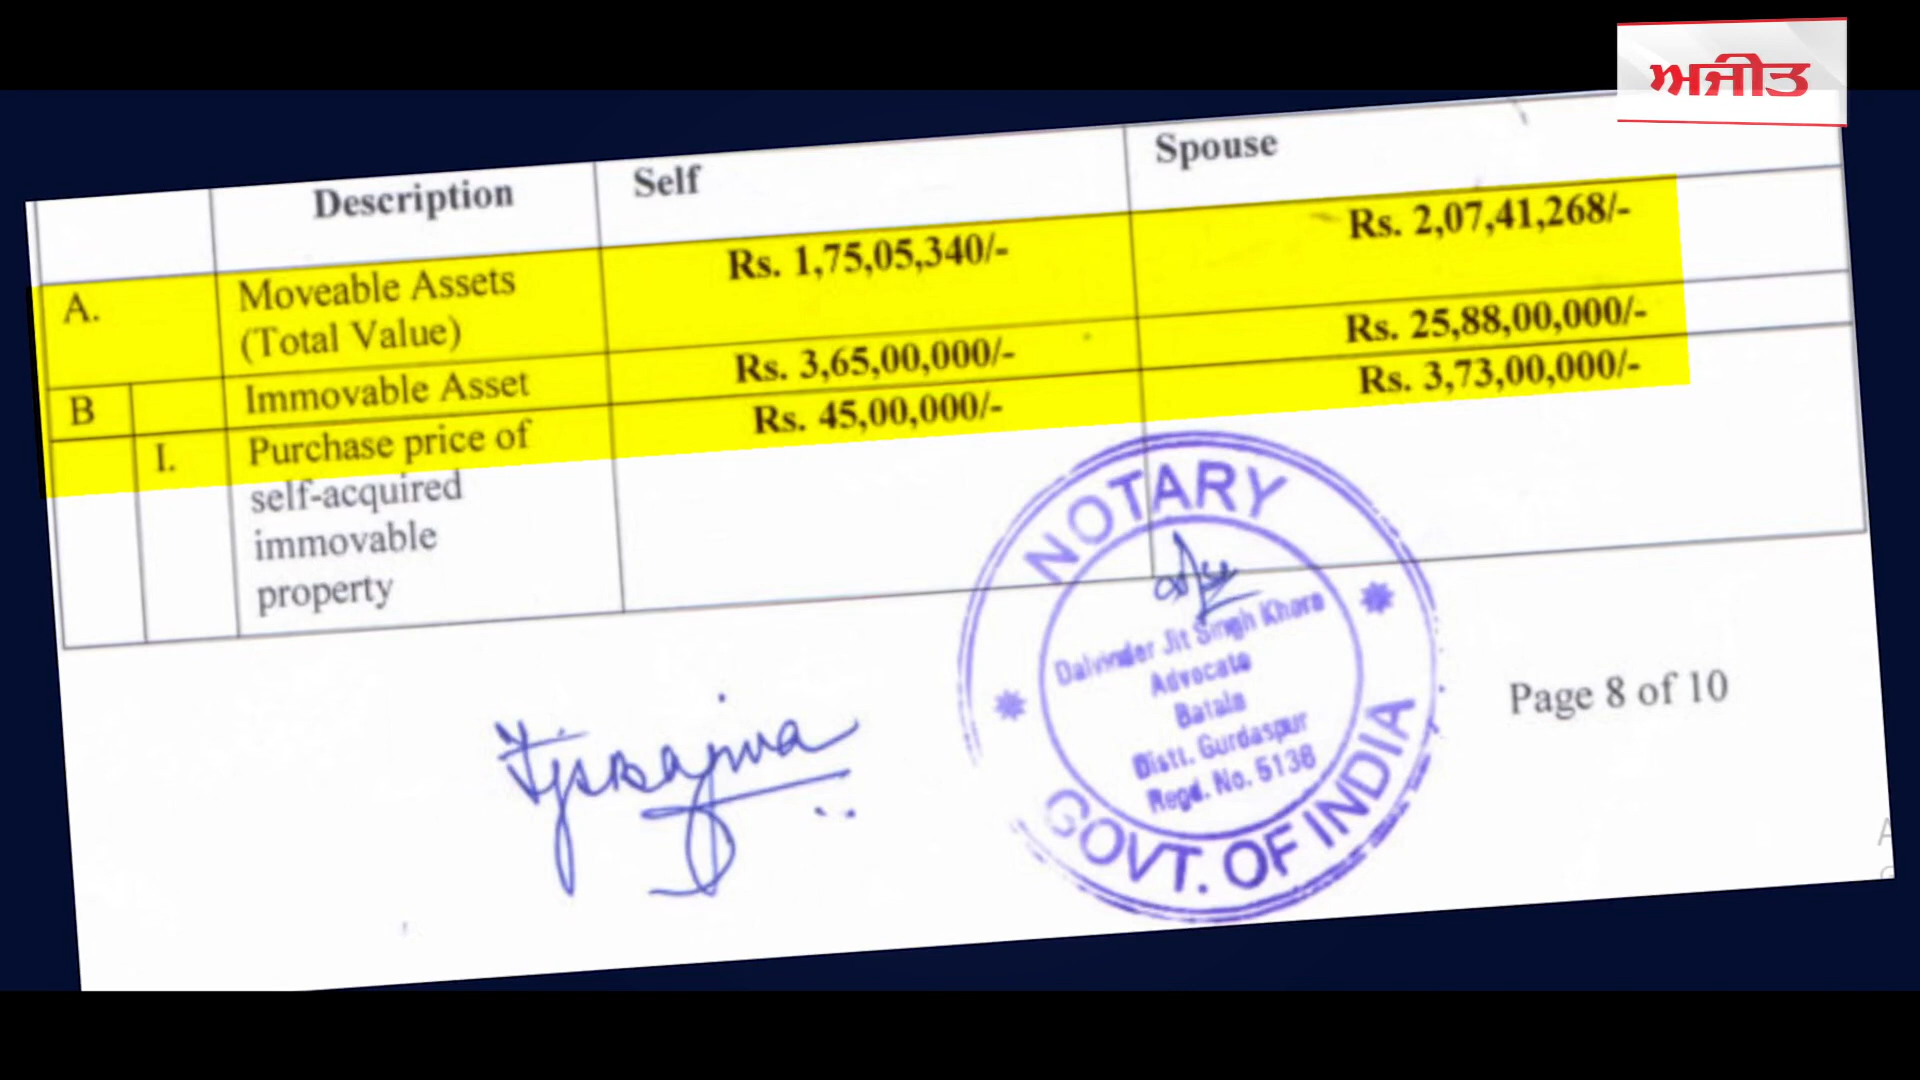 ਅਜੀਤ
Description Self Spouse
A. Moveable Assets Rs. 1,75,05,340/- Rs. 2,07,41,268/-
(Total Value)
B Immovable Asset Rs. 3,65,00,000/- Rs. 25,88,00,000/-
I. Purchase price of Rs. 45,00,000/- Rs. 3,73,00,000/-
self-acquired
immovable
property
NOTARY
Dalvinder Jit Singh Khara
Advocate
Batala
Distt. Gurdaspur
Regd. No. 5138
GOVT. OF INDIA
Page 8 of 10